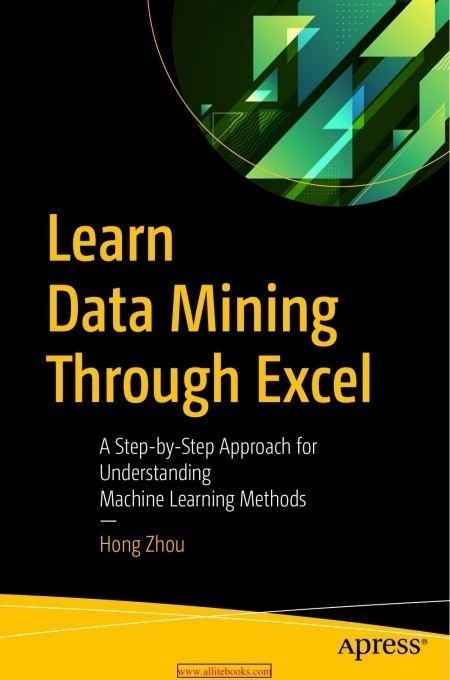 Learn
Data Mining
Through Excel
A Step-by-Step Approach for
Understanding
Machine Learning Methods
—
Hong Zhou
Apress®
www.allitebooks.com